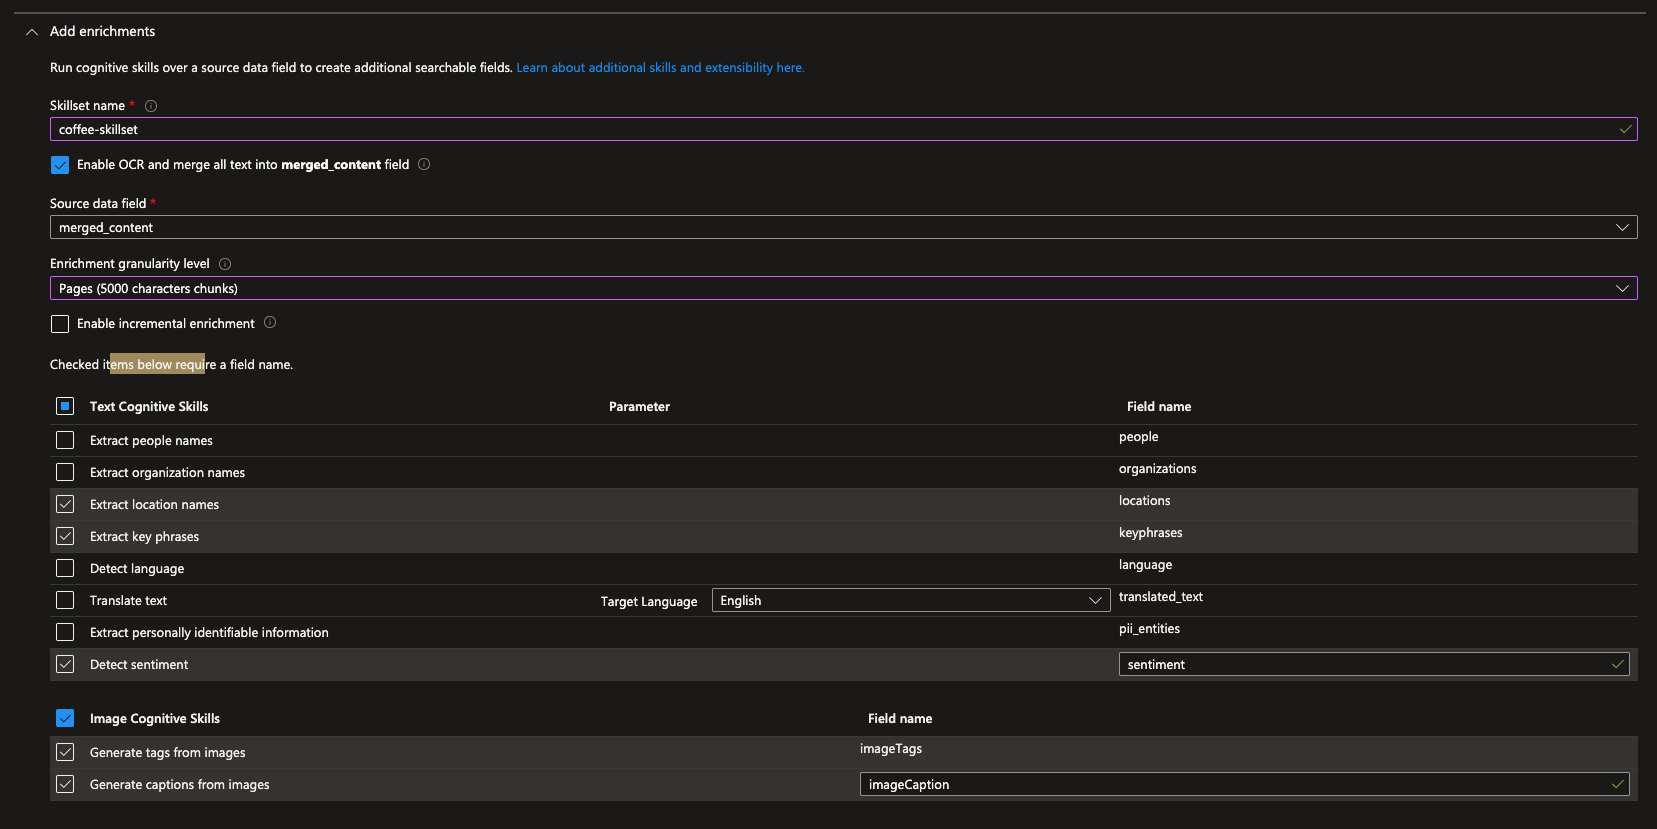 Add enrichments
Run cognitive skills over a source data field to create additional searchable fields. Learn about additional skills and extensibility here.
Skillset name *
coffee-skillset
Enable OCR and merge all text into merged_content field
Source data field *
merged_content
Enrichment granularity level
Pages (5000 characters chunks)
Enable incremental enrichment
Checked items below require a field name.
Text Cognitive Skills Parameter Field name
Extract people names people
Extract organization names organizations
Extract location names locations
Extract key phrases keyphrases
Detect language language
Translate text Target Language English translated_text
Extract personally identifiable information pii_entities
Detect sentiment sentiment
Image Cognitive Skills Field name
Generate tags from images imageTags
Generate captions from images imageCaption